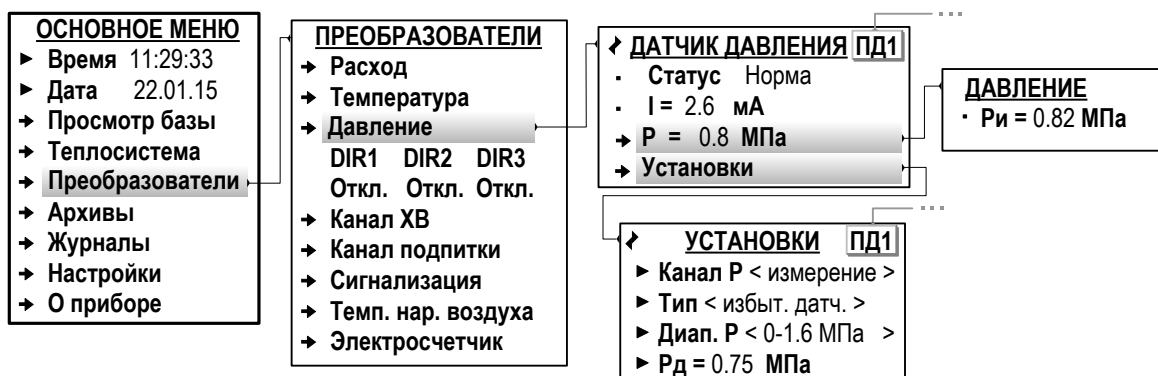 ОСНОВНОЕ МЕНЮ
Время 11:29:33
Дата 22.01.15
Просмотр базы
Теплосистема
Преобразователи
Архивы
Журналы
Настройки
О приборе
ПРЕОБРАЗОВАТЕЛИ
Расход
Температура
Давление
DIR1 DIR2 DIR3
Откл. Откл. Откл.
Канал ХВ
Канал подпитки
Сигнализация
Темп. нар. воздуха
Электросчетчик
ДАТЧИК ДАВЛЕНИЯ ПД1
Статус Норма
I = 2.6 мА
P = 0.8 МПа
Установки
ДАВЛЕНИЕ
Ри = 0.82 МПа
УСТАНОВКИ ПД1
Канал P < измерение >
Тип < избыт. датч. >
Диап. P < 0-1.6 МПа >
Рд = 0.75 МПа